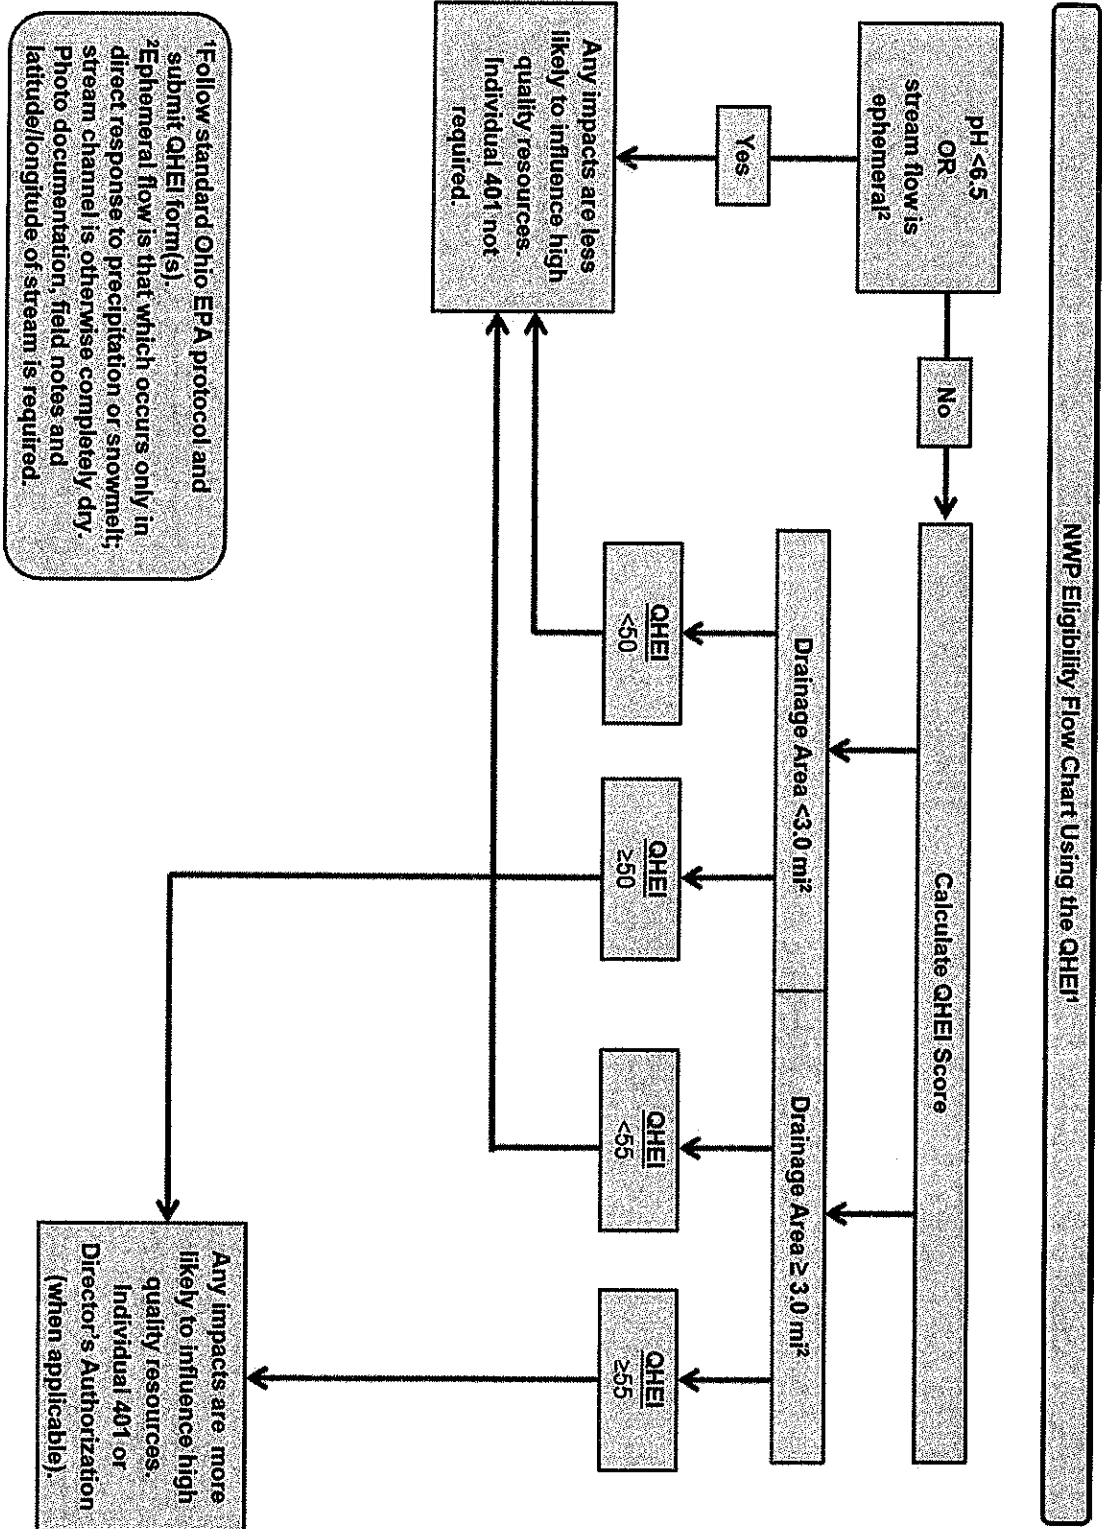 NWP Eligibility Flow Chart Using the QHEI¹
pH <6.5
OR
stream flow is
ephemeral²
No
Calculate QHEI Score
Yes
Drainage Area <3.0 mi²
Drainage Area ≥ 3.0 mi²
QHEI
<50
QHEI
≥50
QHEI
<55
QHEI
≥55
Any impacts are less
likely to influence high
quality resources.
Individual 401 not
required.
Any impacts are more
likely to influence high
quality resources.
Individual 401 or
Director's Authorization
(when applicable).
¹Follow standard Ohio EPA protocol and
submit QHEI form(s).
²Ephemeral flow is that which occurs only in
direct response to precipitation or snowmelt;
stream channel is otherwise completely dry.
Photo documentation, field notes and
latitude/longitude of stream is required.